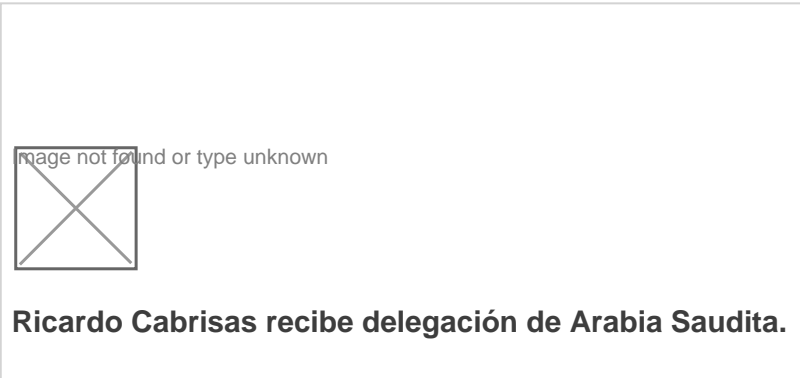 Image not found or type unknown
Ricardo Cabrisas recibe delegación de Arabia Saudita.